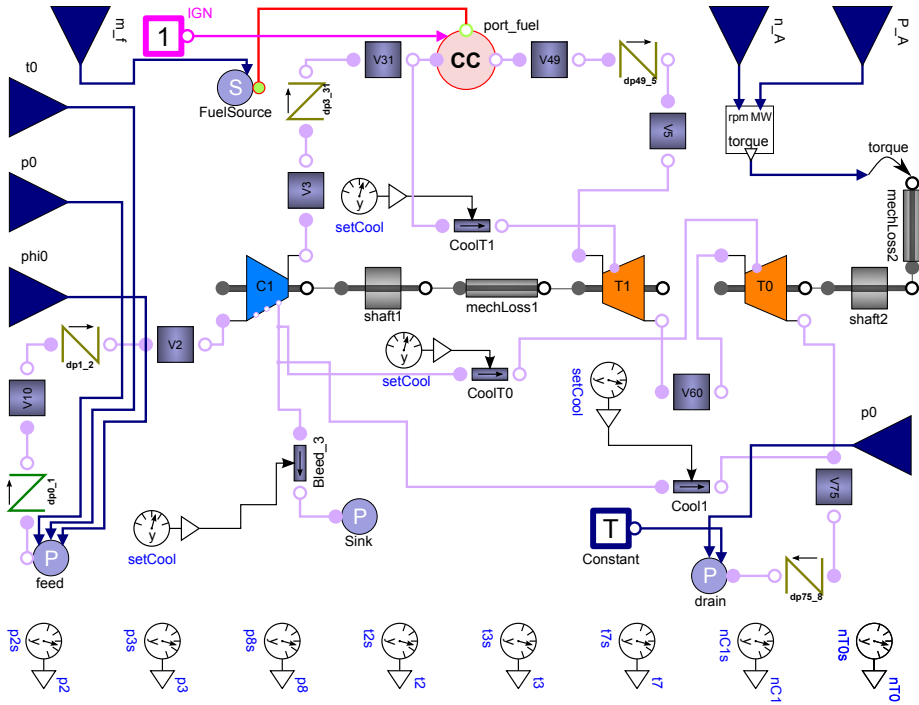 IGN
1
m_f
t0
p0
phi0
S
FuelSource
dp3_31
V31
port_fuel
CC
V49
dp49_5
V5
n_A
P_A
rpm MW
torque
torque
mechLoss2
V3
y
setCool
CoolT1
C1
shaft1
mechLoss1
T1
T0
shaft2
dp1_2
V2
V10
dp0_1
y
setCool
CoolT0
y
setCool
V60
p0
Bleed_3
y
setCool
P
Sink
Cool1
V75
T
Constant
P
feed
P
drain
dp75_8
y
p2s
p2
y
p3s
p3
y
p8s
p8
y
t2s
t2
y
t3s
t3
y
t7s
t7
y
nC1s
nC1
y
nT0s
nT0